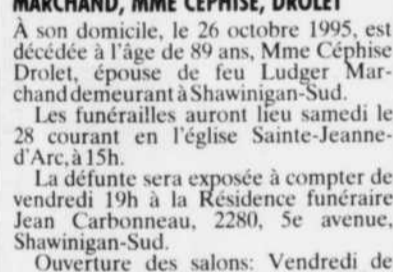 MARCHAND, MME CÉPHISE, DROLET
À son domicile, le 26 octobre 1995, est
décédée à l'âge de 89 ans, Mme Céphise
Drolet, épouse de feu Ludger Mar-
chand demeurant à Shawinigan-Sud.
Les funérailles auront lieu samedi le
28 courant en l'église Sainte-Jeanne-
d'Arc, à 15h.
La défunte sera exposée à compter de
vendredi 19h à la Résidence funéraire
Jean Carbonneau, 2280, 5e avenue,
Shawinigan-Sud.
Ouverture des salons: Vendredi de